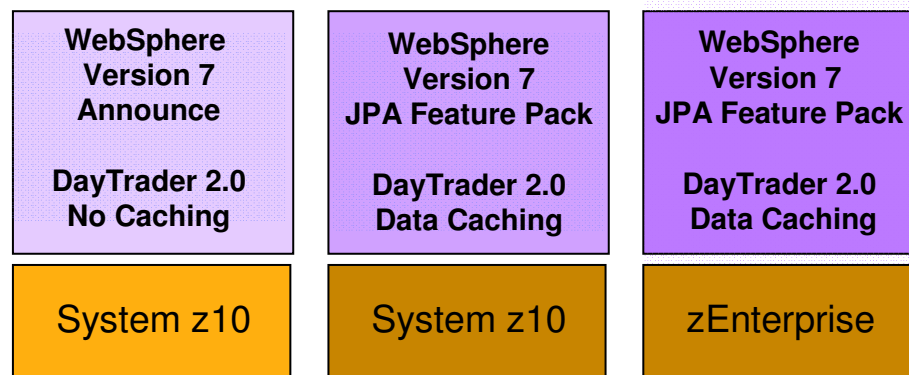 WebSphere
Version 7
Announce
DayTrader 2.0
No Caching
System z10
WebSphere
Version 7
JPA Feature Pack
DayTrader 2.0
Data Caching
System z10
WebSphere
Version 7
JPA Feature Pack
DayTrader 2.0
Data Caching
zEnterprise